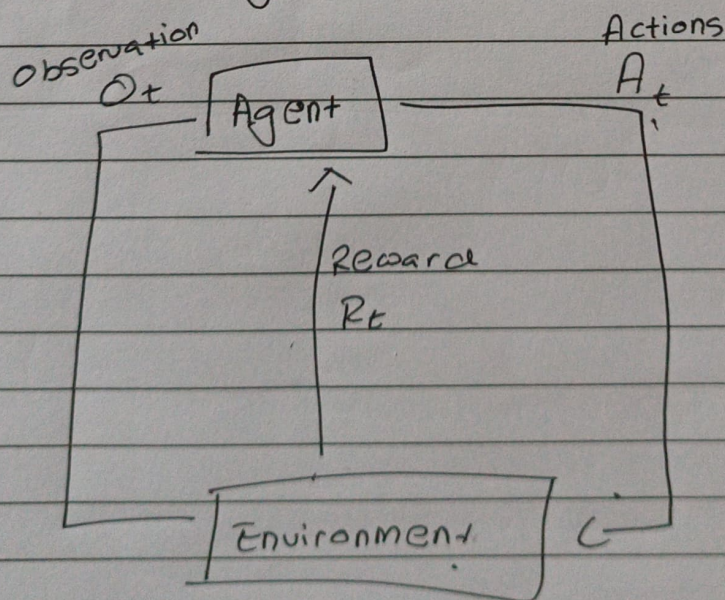 Observation
Ot
Agent
Actions
At
Reward
Rt
Environment